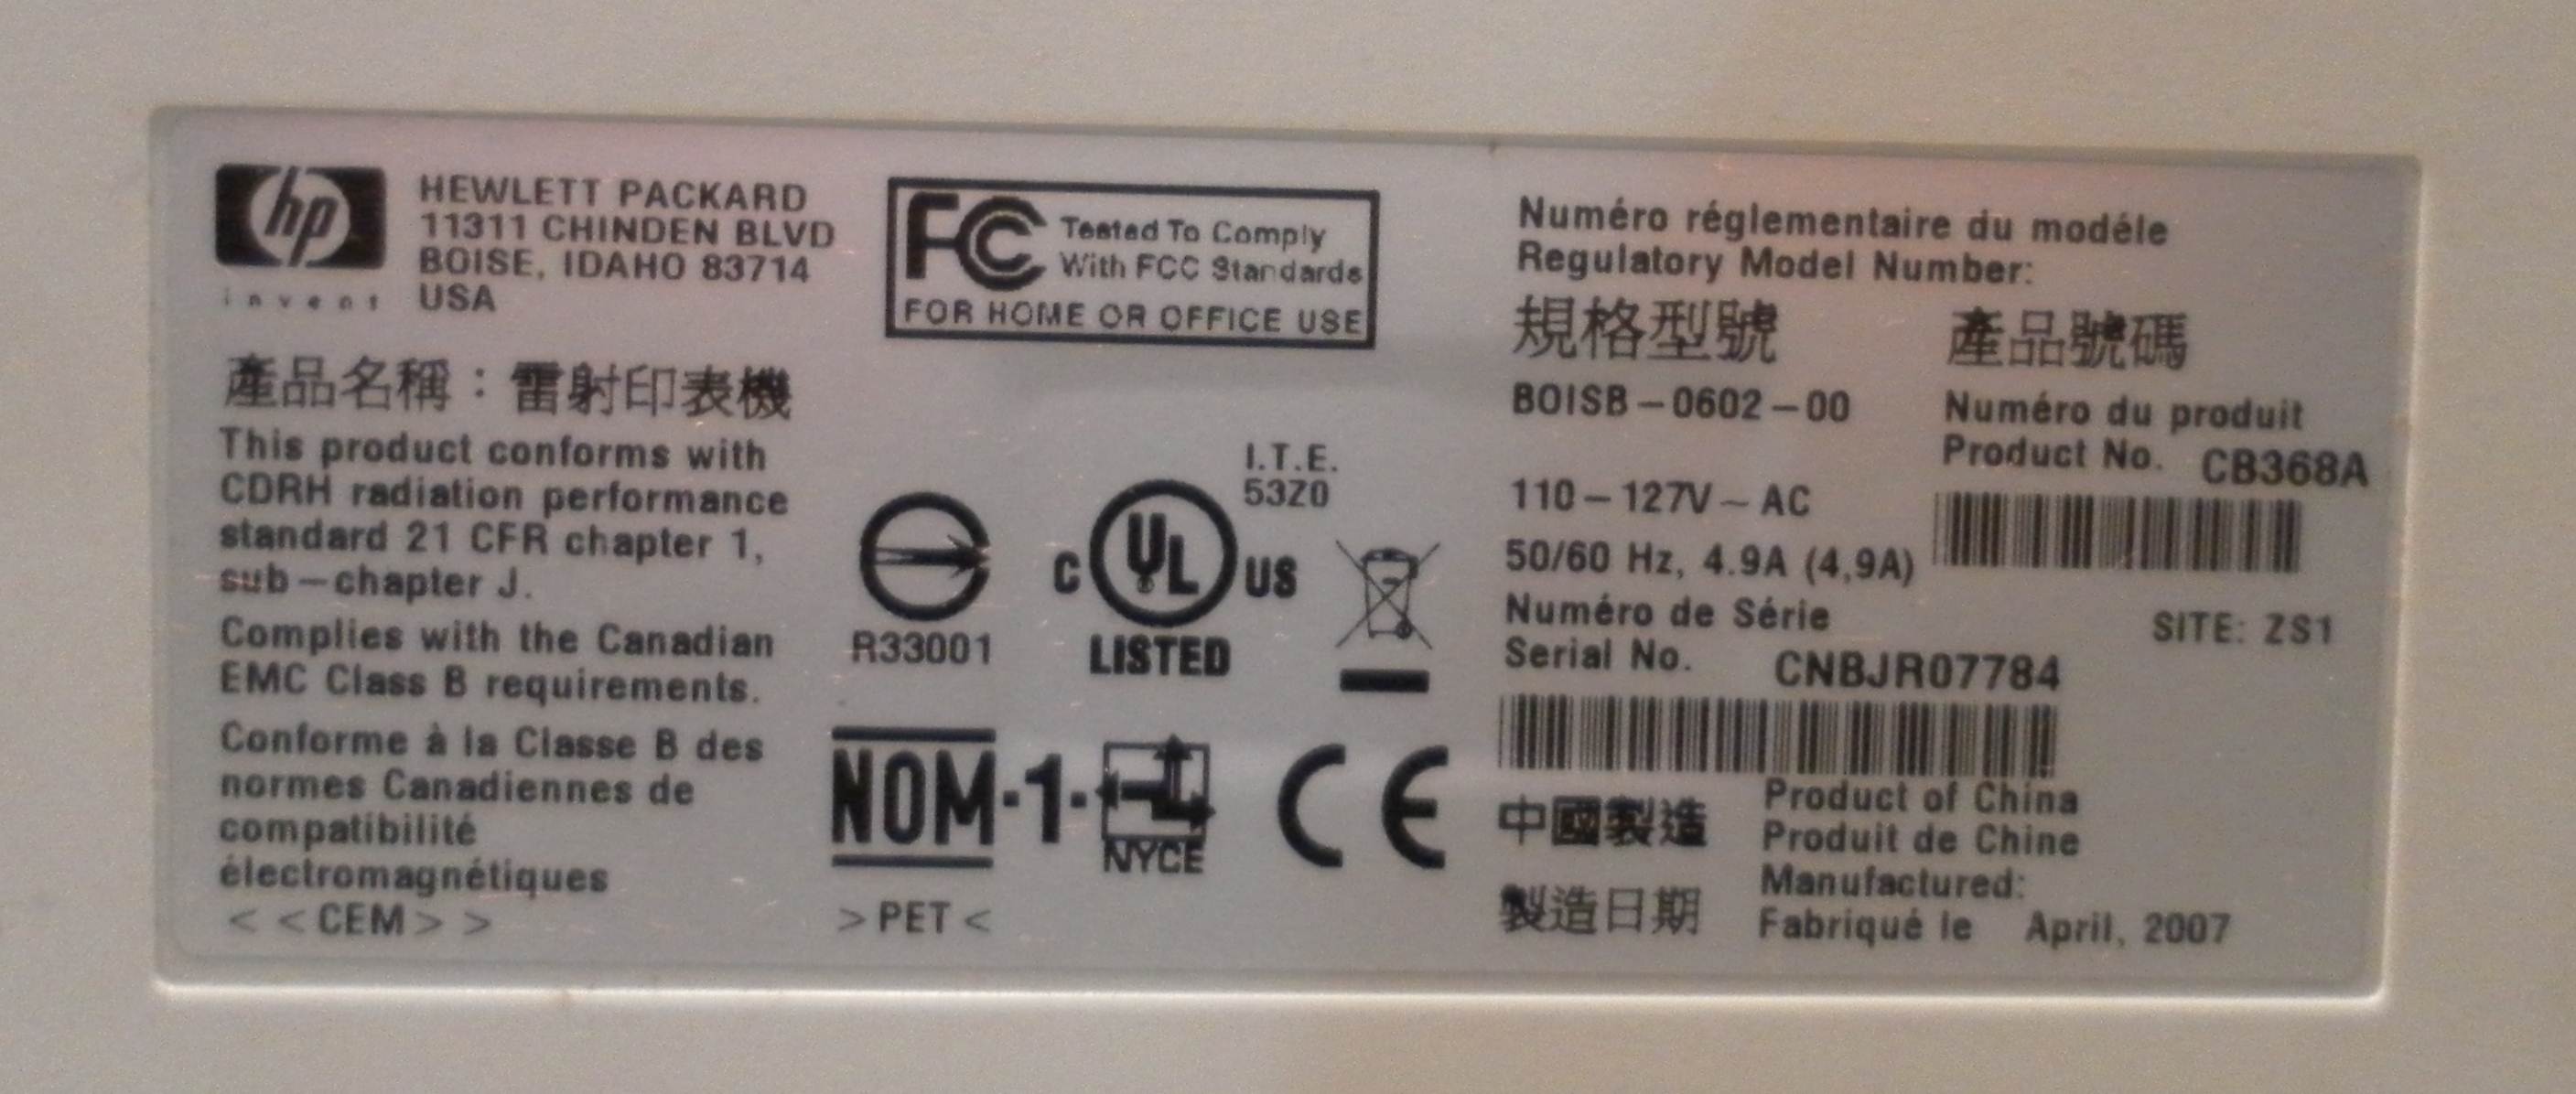 hp
invent
HEWLETT PACKARD
11311 CHINDEN BLVD
BOISE, IDAHO 83714
USA
產品名稱：雷射印表機
This product conforms with
CDRH radiation performance
standard 21 CFR chapter 1,
sub-chapter J.
Complies with the Canadian
EMC Class B requirements.
Conforme à la Classe B des
normes Canadiennes de
compatibilité
électromagnétiques
< <CEM> >
FC Tested To Comply
With FCC Standards
FOR HOME OR OFFICE USE
R33001
I.T.E.
53Z0
C UL US
LISTED
NOM-1-
NYCE
CE
>PET<
Numéro réglementaire du modéle
Regulatory Model Number:
規格型號
BOISB-0602-00
產品號碼
Numéro du produit
Product No. CB368A
110-127V~AC
50/60 Hz, 4.9A (4,9A)
Numéro de Série
Serial No. CNBJR07784
SITE: ZS1
中國製造
Product of China
Produit de Chine
製造日期
Manufactured:
Fabriqué le April, 2007